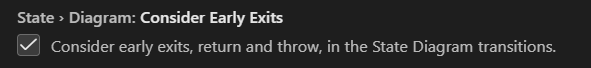 State › Diagram: Consider Early Exits
Consider early exits, return and throw, in the State Diagram transitions.